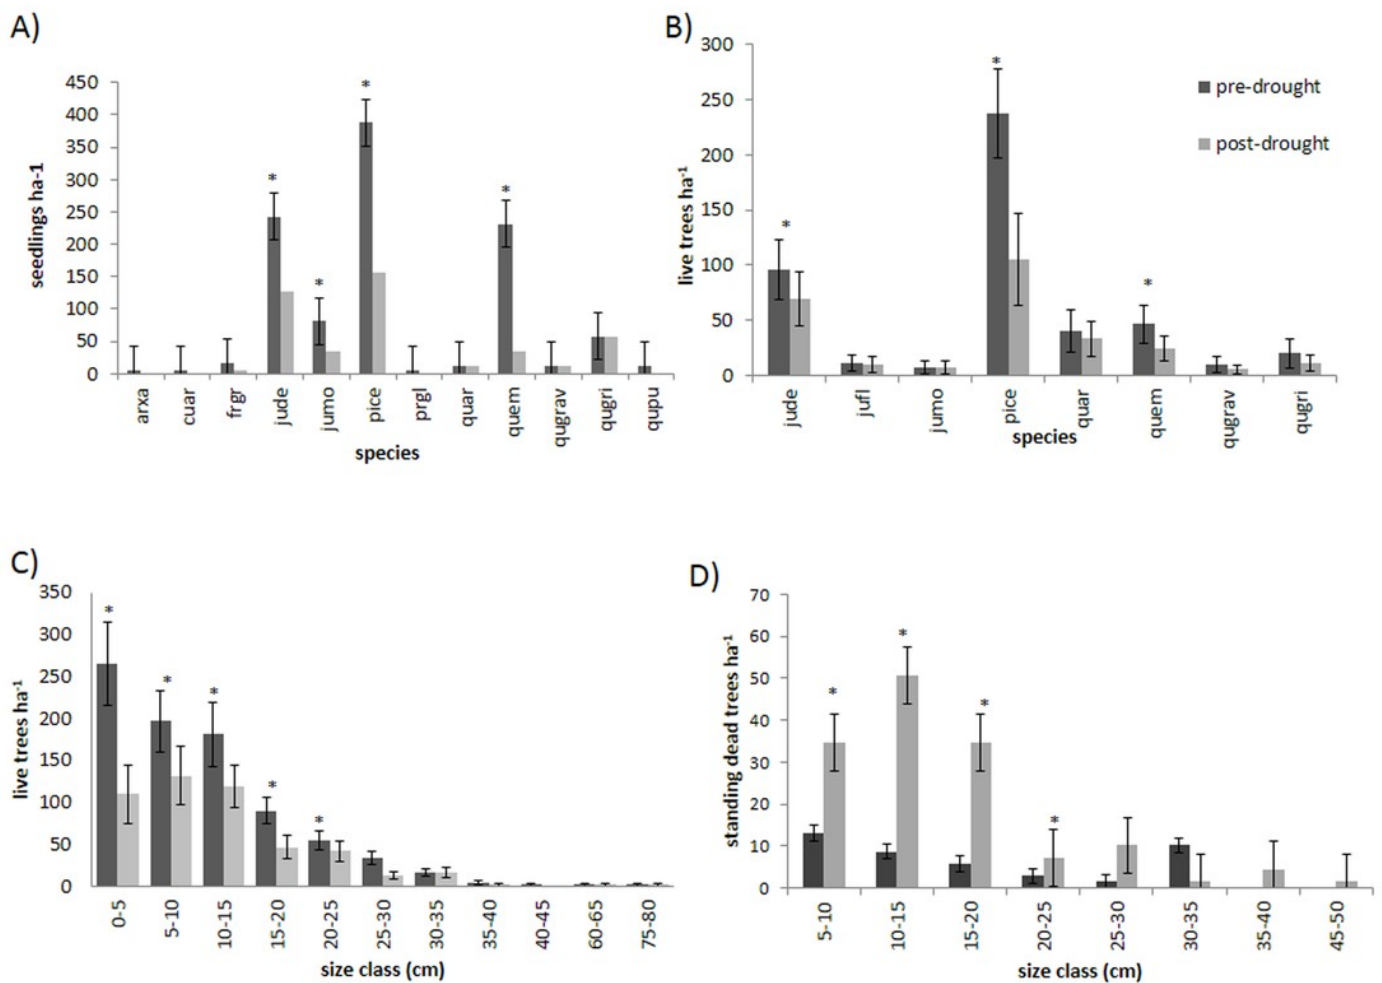 A)
450
400
350
300
250
200
150
100
50
0
seedlings ha-1
arxa
cuar
frgr
jude
jumo
pice
prgl
quar
quem
qugrav
qugri
qupu
species
* * * *
B)
300
250
200
150
100
50
0
live trees ha⁻¹
jude
jufl
jumo
pice
quar
quem
qugrav
qugri
species
* * *
pre-drought
post-drought
C)
350
300
250
200
150
100
50
0
live trees ha⁻¹
0-5
5-10
10-15
15-20
20-25
25-30
30-35
35-40
40-45
60-65
75-80
size class (cm)
* * * * *
D)
70
60
50
40
30
20
10
0
standing dead trees ha⁻¹
5-10
10-15
15-20
20-25
25-30
30-35
35-40
45-50
size class (cm)
* * * *